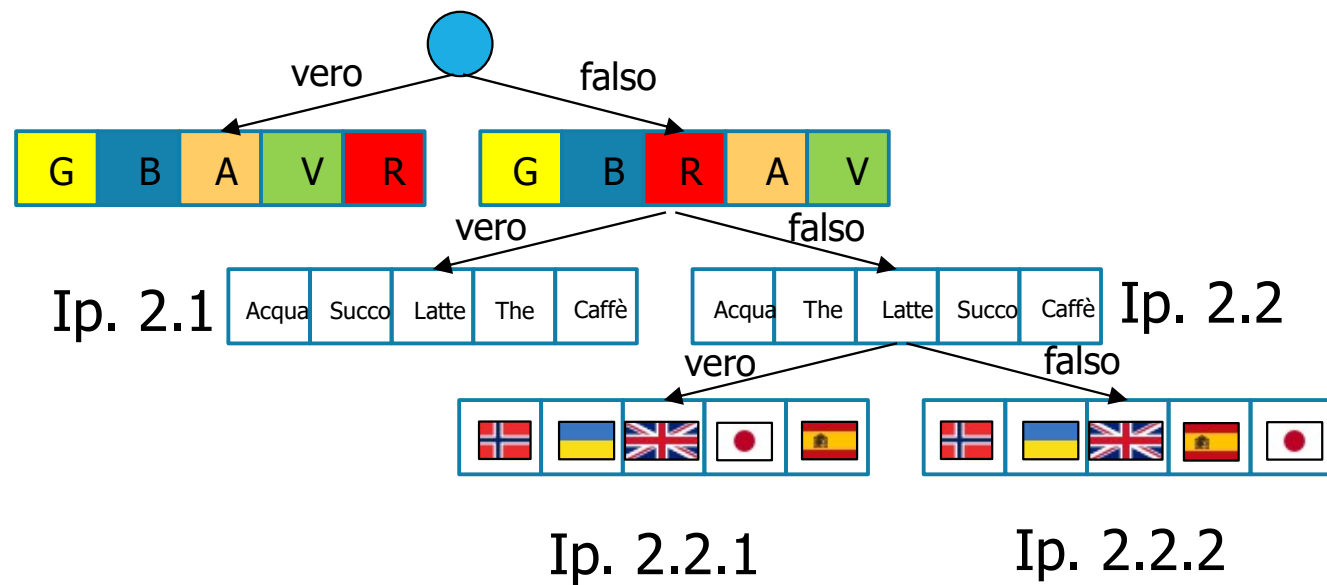 vero falso
G B A V R G B R A V
vero falso
Ip. 2.1 Acqua Succo Latte The Caffè Acqua The Latte Succo Caffè Ip. 2.2
vero falso
Ip. 2.2.1 Ip. 2.2.2